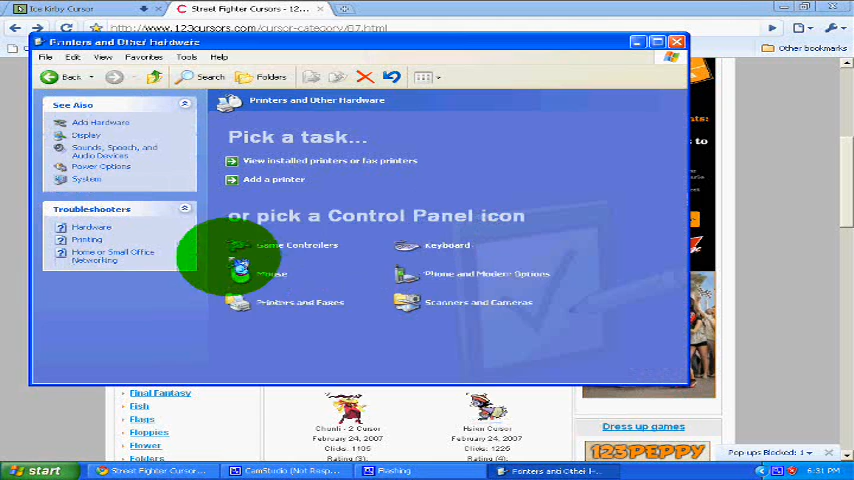 Ice Kirby Cursor
Street Fighter Cursors - 12...
http://www.123cursors.com/cursor-category/87.html
Other bookmarks
Printers and Other Hardware
File Edit View Favorites Tools Help
Back
Search
Folders
See Also
Add Hardware
Display
Sounds, Speech, and
Audio Devices
Power Options
System
Troubleshooters
Hardware
Printing
Home or Small Office
Networking
Printers and Other Hardware
Pick a task...
View installed printers or fax printers
Add a printer
or pick a Control Panel icon
Game Controllers
Keyboard
Mouse
Phone and Modem Options
Printers and Faxes
Scanners and Cameras
Final Fantasy
Fish
Flags
Floppies
Flower
Folders
Chunli - 2 Cursor
February 24, 2007
Clicks: 1105
Rating (3).
Hsien Cursor
February 24, 2007
Clicks: 1225
Rating (4).
Dress up games
123PEPPY
Pop-ups Blocked: 1
start
Street Fighter Cursor...
CamStudio (Not Resp...
Flashing
Printers and Other H...
6:31 PM